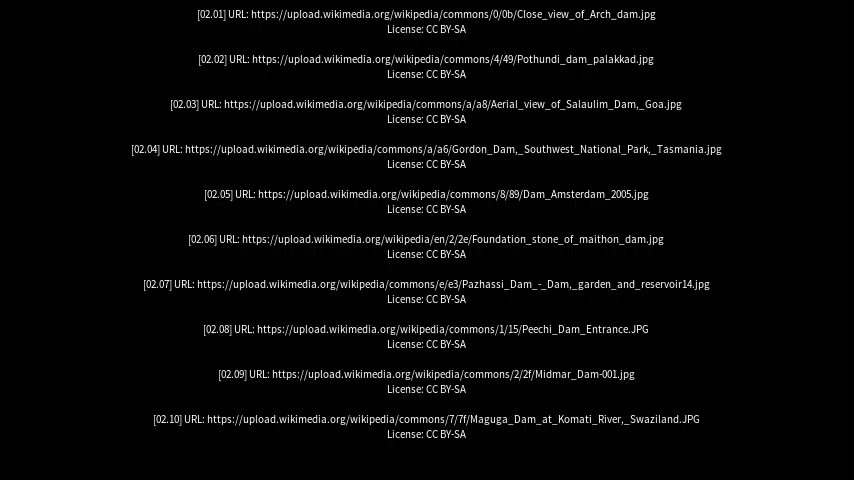 [02.01] URL: https://upload.wikimedia.org/wikipedia/commons/0/0b/Close_view_of_Arch_dam.jpg
License: CC BY-SA
[02.02] URL: https://upload.wikimedia.org/wikipedia/commons/4/49/Pothundi_dam_palakkad.jpg
License: CC BY-SA
[02.03] URL: https://upload.wikimedia.org/wikipedia/commons/a/a8/Aerial_view_of_Salaulim_Dam,_Goa.jpg
License: CC BY-SA
[02.04] URL: https://upload.wikimedia.org/wikipedia/commons/a/a6/Gordon_Dam,_Southwest_National_Park,_Tasmania.jpg
License: CC BY-SA
[02.05] URL: https://upload.wikimedia.org/wikipedia/commons/8/89/Dam_Amsterdam_2005.jpg
License: CC BY-SA
[02.06] URL: https://upload.wikimedia.org/wikipedia/en/2/2e/Foundation_stone_of_maithon_dam.jpg
License: CC BY-SA
[02.07] URL: https://upload.wikimedia.org/wikipedia/commons/e/e3/Pazhassi_Dam_-_Dam,_garden_and_reservoir14.jpg
License: CC BY-SA
[02.08] URL: https://upload.wikimedia.org/wikipedia/commons/1/15/Peechi_Dam_Entrance.JPG
License: CC BY-SA
[02.09] URL: https://upload.wikimedia.org/wikipedia/commons/2/2f/Midmar_Dam-001.jpg
License: CC BY-SA
[02.10] URL: https://upload.wikimedia.org/wikipedia/commons/7/7f/Maguga_Dam_at_Komati_River,_Swaziland.JPG
License: CC BY-SA